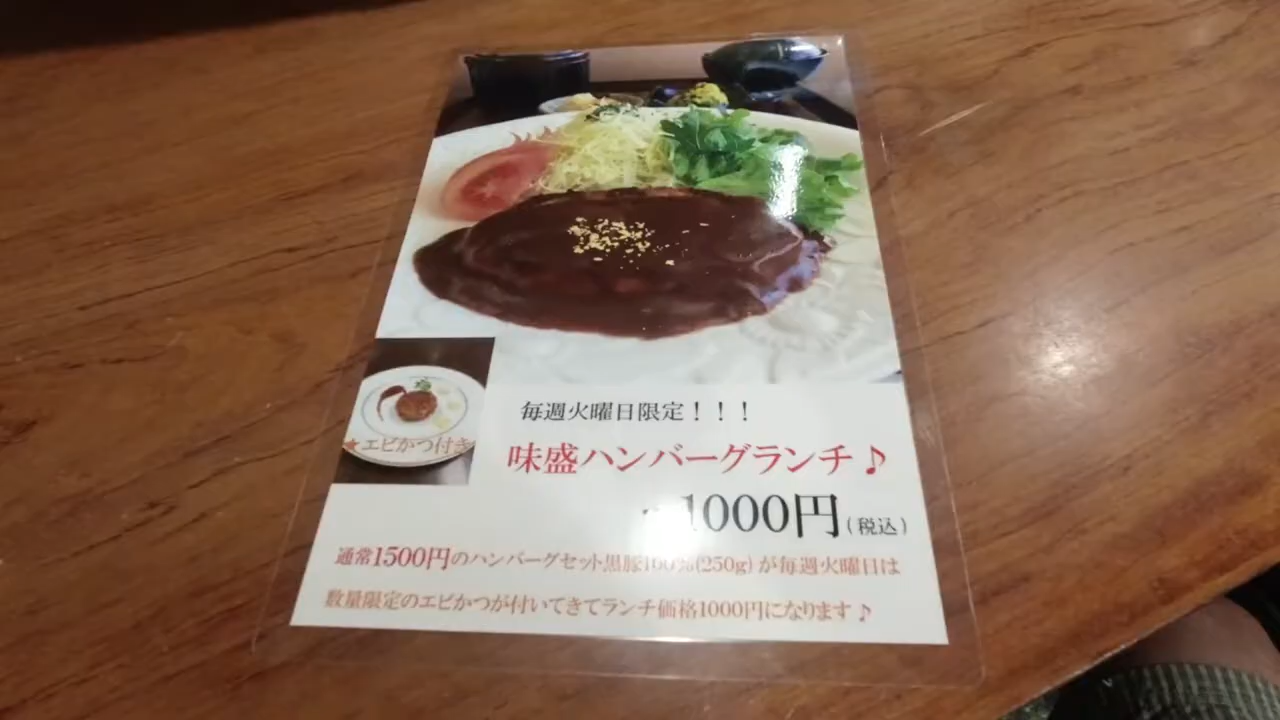 ★エビかつ付き
毎週火曜日限定！！！
味盛ハンバーグランチ♪
1000円(税込)
通常1500円のハンバーグセット黒豚100%(250g)が毎週火曜日は
数量限定のエビかつが付いてきてランチ価格1000円になります♪